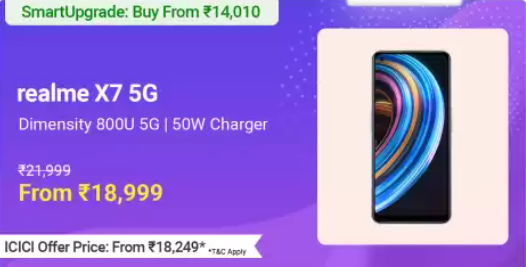 SmartUpgrade: Buy From ₹14,010
realme X7 5G
Dimensity 800U 5G | 50W Charger
₹21,999
From ₹18,999
ICICI Offer Price: From ₹18,249* *T&C Apply